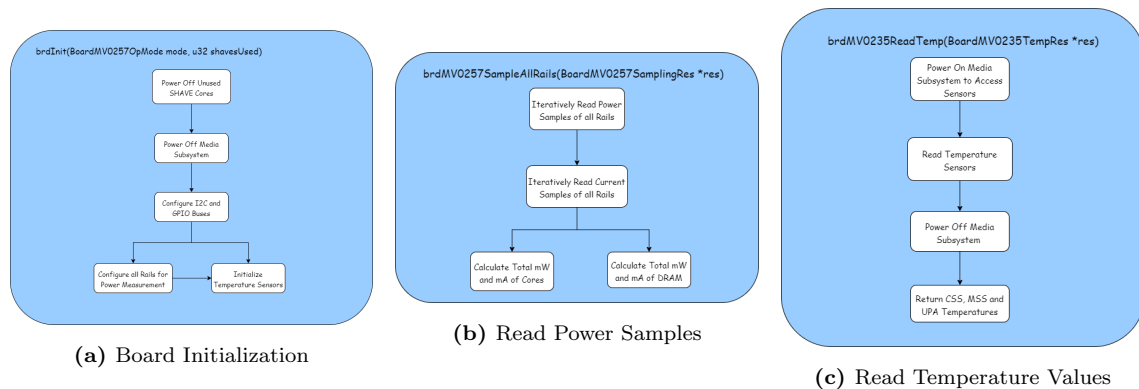 brdInit(BoardMV0257OpMode mode, u32 shavesUsed)
Power Off Unused
SHAVE Cores
Power Off Media
Subsystem
Configure I2C and
GPIO Buses
Configure all Rails for
Power Measurement
Initialize
Temperature Sensors
(a) Board Initialization
brdMV0257SampleAllRails(BoardMV0257SamplingRes *res)
Iteratively Read Power
Samples of all Rails
Iteratively Read Current
Samples of all Rails
Calculate Total mW
and mA of Cores
Calculate Total mW
and mA of DRAM
(b) Read Power Samples
brdMV0235ReadTemp(BoardMV0235TempRes *res)
Power On Media
Subsystem to Access
Sensors
Read Temperature
Sensors
Power Off Media
Subsystem
Return CSS, MSS and
UPA Temperatures
(c) Read Temperature Values